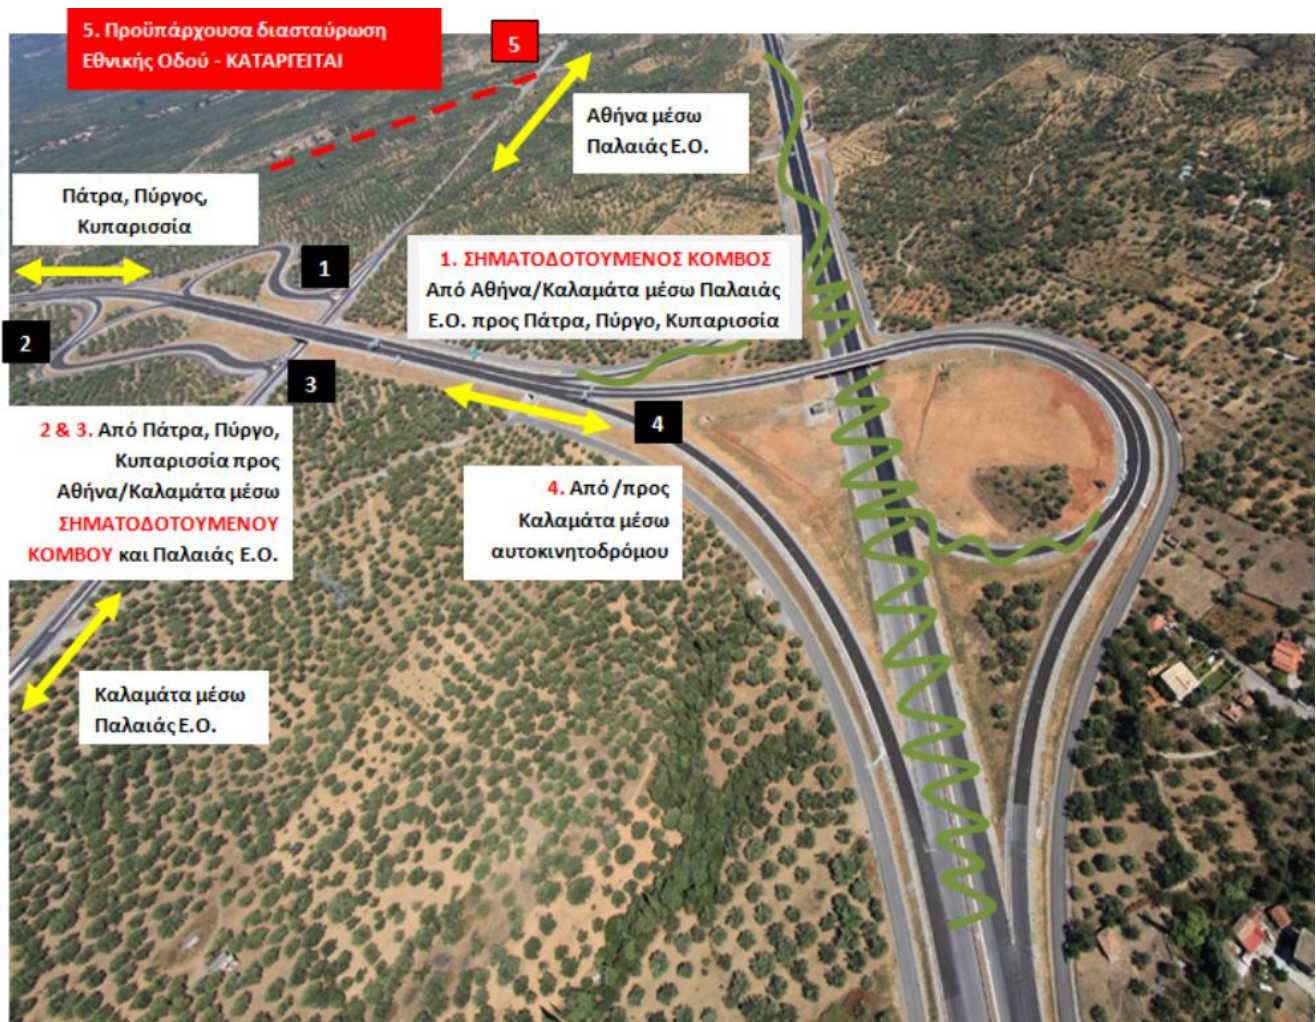 5. Προϋπάρχουσα διασταύρωση
Εθνικής Οδού - ΚΑΤΑΡΓΕΙΤΑΙ
5
Αθήνα μέσω
Παλαιάς Ε.Ο.
Πάτρα, Πύργος,
Κυπαρισσία
1
1. ΣΗΜΑΤΟΔΟΤΟΥΜΕΝΟΣ ΚΟΜΒΟΣ
Από Αθήνα/Καλαμάτα μέσω Παλαιάς
Ε.Ο. προς Πάτρα, Πύργο, Κυπαρισσία
2
3
4
2 & 3. Από Πάτρα, Πύργο,
Κυπαρισσία προς
Αθήνα/Καλαμάτα μέσω
ΣΗΜΑΤΟΔΟΤΟΥΜΕΝΟΥ
ΚΟΜΒΟΥ και Παλαιάς Ε.Ο.
4. Από /προς
Καλαμάτα μέσω
αυτοκινητοδρόμου
Καλαμάτα μέσω
Παλαιάς Ε.Ο.